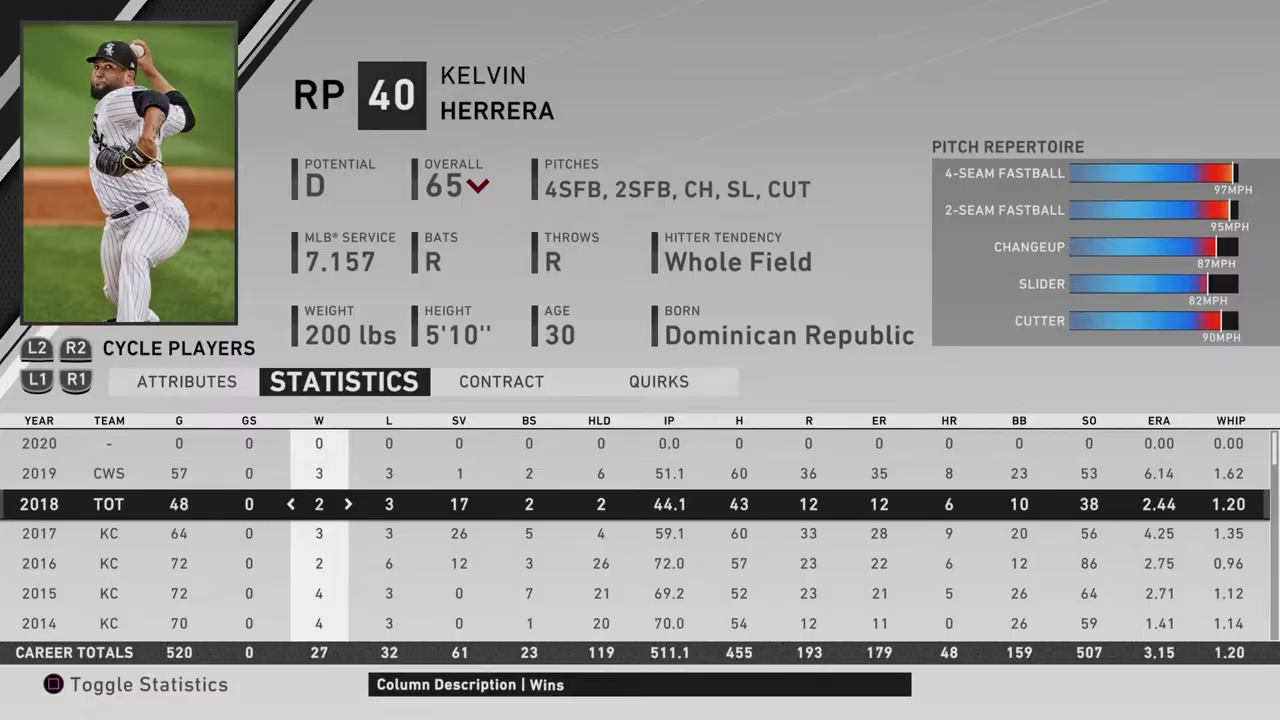 RP 40 KELVIN HERRERA
POTENTIAL OVERALL PITCHES
D 65 4SFB, 2SFB, CH, SL, CUT
MLB® SERVICE BATS THROWS HITTER TENDENCY
7.157 R R Whole Field
WEIGHT HEIGHT AGE BORN
200 lbs 5'10'' 30 Dominican Republic
PITCH REPERTOIRE
4-SEAM FASTBALL
97MPH
2-SEAM FASTBALL
95MPH
CHANGEUP
87MPH
SLIDER
82MPH
CUTTER
90MPH
L2 R2 CYCLE PLAYERS
L1 R1 ATTRIBUTES STATISTICS CONTRACT QUIRKS
YEAR TEAM G GS W L SV BS HLD IP H R ER HR BB SO ERA WHIP
2020 - 0 0 0 0 0 0 0 0.0 0 0 0 0 0 0 0.00 0.00
2019 CWS 57 0 3 3 1 2 6 51.1 60 36 35 8 23 53 6.14 1.62
2018 TOT 48 0 2 3 17 2 2 44.1 43 12 12 6 10 38 2.44 1.20
2017 KC 64 0 3 3 26 5 4 59.1 60 33 28 9 20 56 4.25 1.35
2016 KC 72 0 2 6 12 3 26 72.0 57 23 22 6 12 86 2.75 0.96
2015 KC 72 0 4 3 0 7 21 69.2 52 23 21 5 26 64 2.71 1.12
2014 KC 70 0 4 3 0 1 20 70.0 54 12 11 0 26 59 1.41 1.14
CAREER TOTALS 520 0 27 32 61 23 119 511.1 455 193 179 48 159 507 3.15 1.20
Toggle Statistics
Column Description | Wins